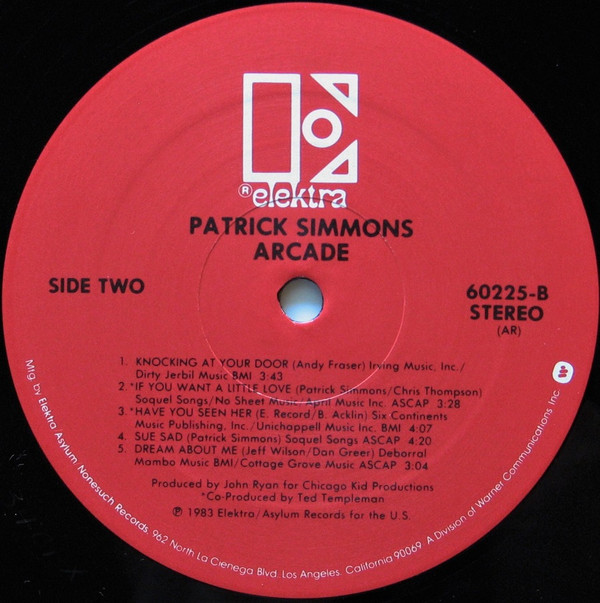 ® elektra
PATRICK SIMMONS
ARCADE
SIDE TWO
60225-B
STEREO
(AR)
1. KNOCKING AT YOUR DOOR (Andy Fraser) Irving Music, Inc./
Dirty Jerbil Music BMI 3:43
2. *IF YOU WANT A LITTLE LOVE (Patrick Simmons/Chris Thompson)
Soquel Songs/No Sheet Music/April Music Inc. ASCAP 3:28
3. *HAVE YOU SEEN HER (E. Record/B. Acklin) Six Continents
Music Publishing, Inc./Unichappell Music Inc. BMI 4:07
4. SUE SAD (Patrick Simmons) Soquel Songs ASCAP 4:20
5. DREAM ABOUT ME (Jeff Wilson/Dan Greer) Deborral
Mambo Music BMI/Cottage Grove Music ASCAP 3:04
Produced by John Ryan for Chicago Kid Productions
*Co-Produced by Ted Templeman
℗ 1983 Elektra/Asylum Records for the U.S.
Mfg. by Elektra Asylum Nonesuch Records, 962 North La Cienega Blvd. Los Angeles, California 90069 A Division of Warner Communications Inc.